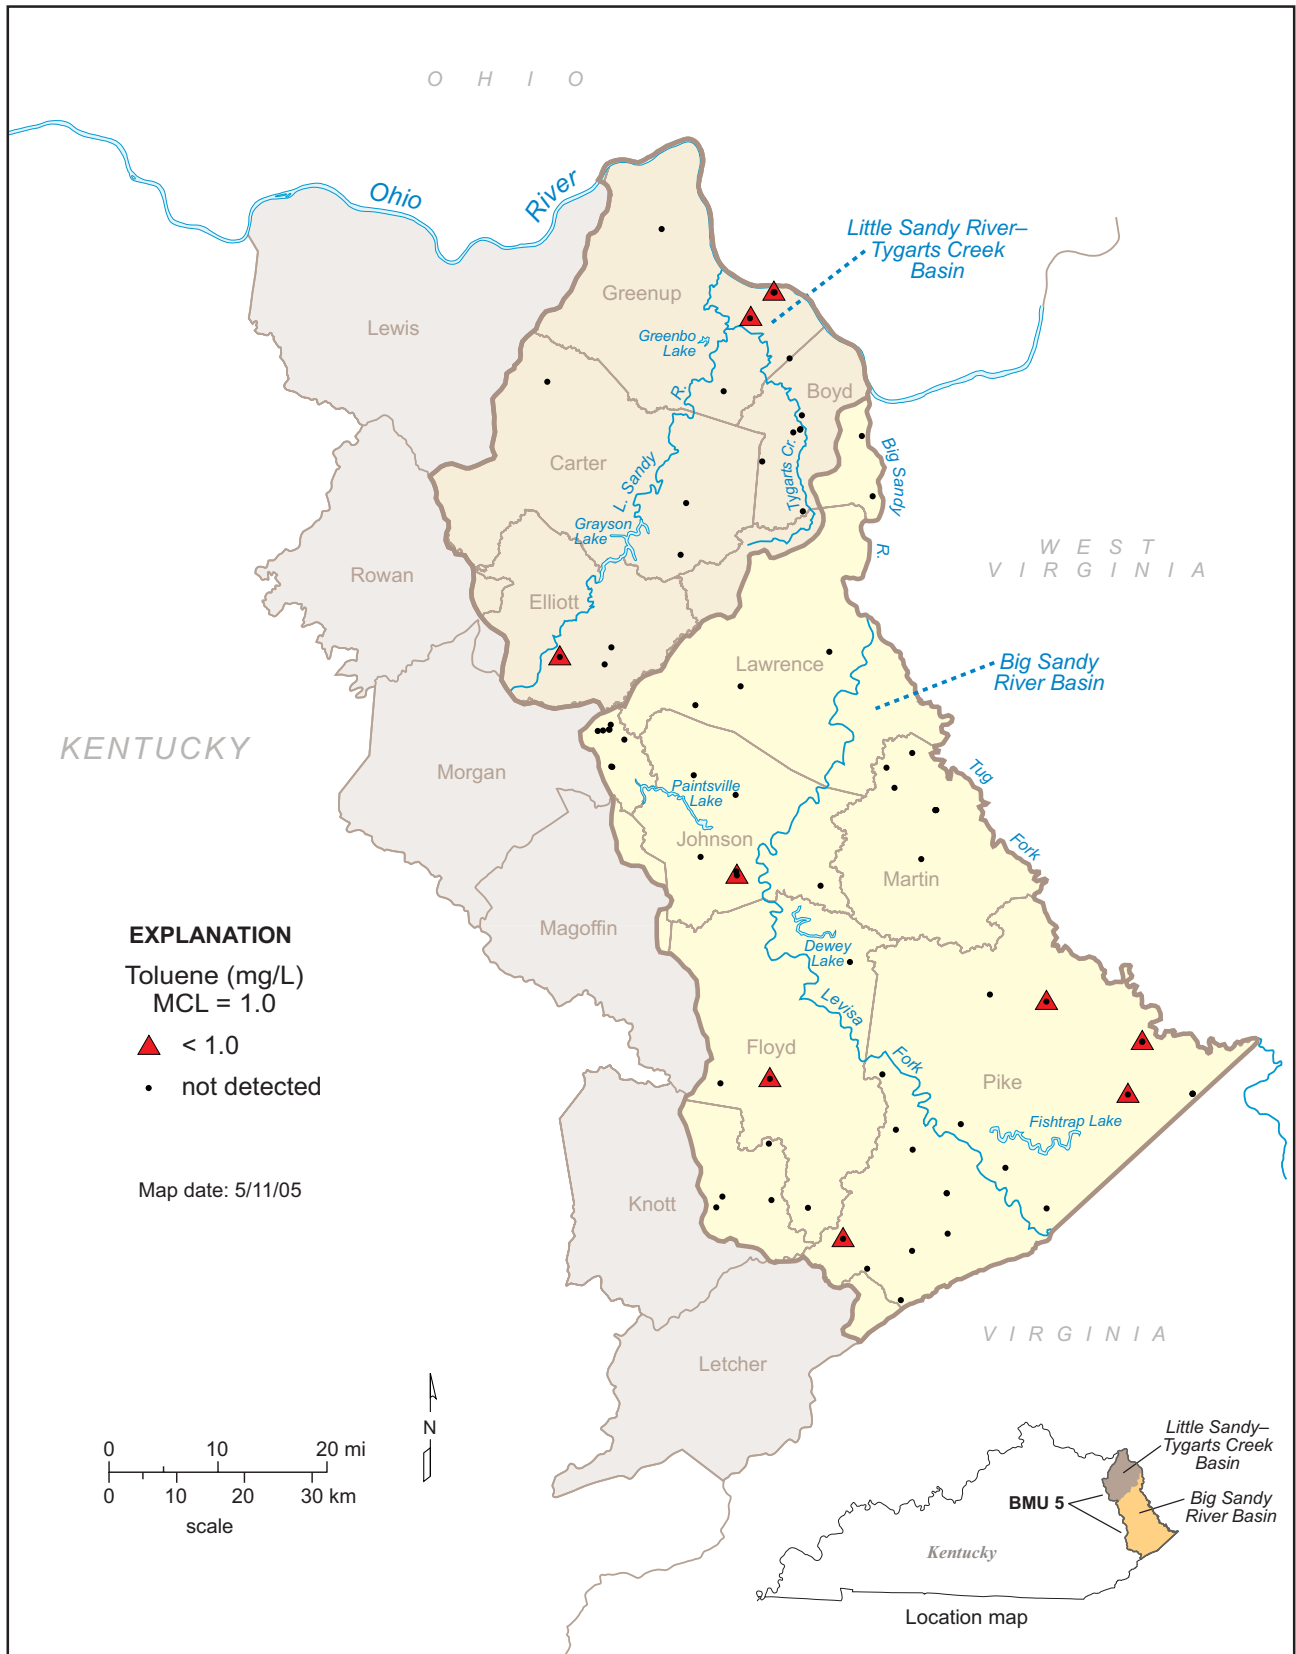 OHIO
Ohio
River
Little Sandy River–
Tygarts Creek
Basin
Greenup
Lewis
Greenbo
Lake
R.
Boyd
Carter
L. Sandy
Tygarts Cr.
Big Sandy
R.
Grayson
Lake
WEST
VIRGINIA
Rowan
Elliott
Lawrence
Big Sandy
River Basin
KENTUCKY
Morgan
Tug
Fork
Paintsville
Lake
Johnson
Martin
Magoffin
Dewey
Lake
Levisa
Fork
Floyd
Pike
Fishtrap Lake
EXPLANATION
Toluene (mg/L)
MCL = 1.0
< 1.0
not detected
Map date: 5/11/05
Knott
VIRGINIA
Letcher
N
0 10 20 mi
0 10 20 30 km
scale
Little Sandy–
Tygarts Creek
Basin
BMU 5
Big Sandy
River Basin
Kentucky
Location map